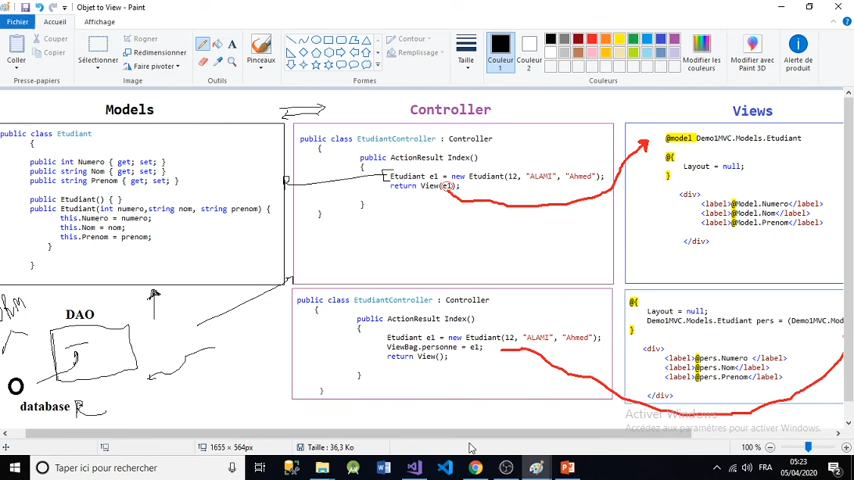 Objet to View - Paint
Fichier Accueil Affichage
Coller Couper Copier
Presse-papiers
Sélectionner Rogner Redimensionner Faire pivoter
Image
Outils
Pinceaux
Formes
Contour
Remplissage
Taille
Couleur 1
Couleur 2
Couleurs
Modifier les couleurs
Modifier avec Paint 3D
Alerte de produit
Models
public class Etudiant
{
public int Numero { get; set; }
public string Nom { get; set; }
public string Prenom { get; set; }
public Etudiant() { }
public Etudiant(int numero,string nom, string prenom) {
this.Numero = numero;
this.Nom = nom;
this.Prenom = prenom;
}
}
DAO
database
Controller
public class EtudiantController : Controller
{
public ActionResult Index()
{
Etudiant e1 = new Etudiant(12, "ALAMI", "Ahmed");
return View(e1);
}
}
public class EtudiantController : Controller
{
public ActionResult Index()
{
Etudiant e1 = new Etudiant(12, "ALAMI", "Ahmed");
ViewBag.personne = e1;
return View();
}
}
Views
@model Demo1MVC.Models.Etudiant
@{
Layout = null;
}
<div>
<label>@Model.Numero</label>
<label>@Model.Nom</label>
<label>@Model.Prenom</label>
</div>
@{
Layout = null;
Demo1MVC.Models.Etudiant pers = (Demo1MVC.Mode
}
<div>
<label>@pers.Numero </label>
<label>@pers.Nom</label>
<label>@pers.Prenom</label>
</div>
Activer Windows
Accédez aux paramètres pour activer Windows.
1655 × 564px
Taille : 36,3 Ko
100 %
Taper ici pour rechercher
FRA
05:23
05/04/2020
2